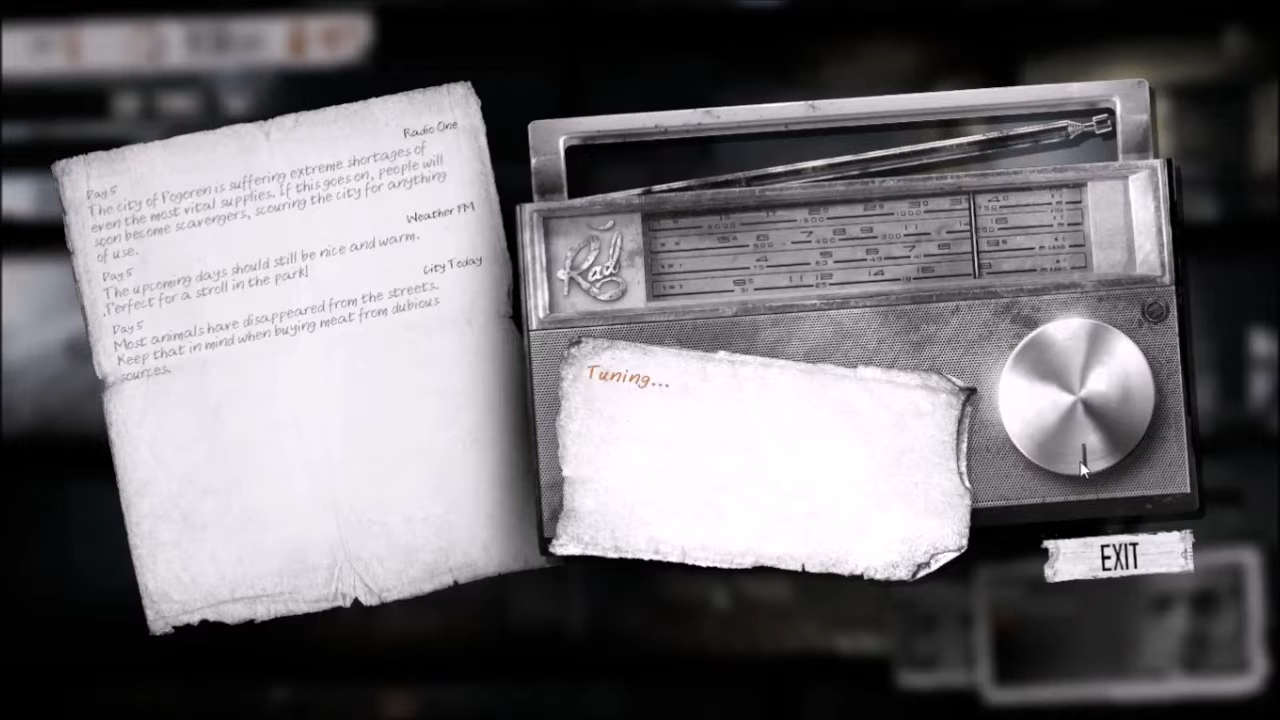 Radio One
Day 5
The city of Pogoren is suffering extreme shortages of
even the most vital supplies. If this goes on, people will
soon become scavengers, scouring the city for anything
of use.
Weather FM
Day 5
The upcoming days should still be nice and warm.
Perfect for a stroll in the park!
City Today
Day 5
Most animals have disappeared from the streets.
Keep that in mind when buying meat from dubious
sources.
Rad
Tuning...
EXIT